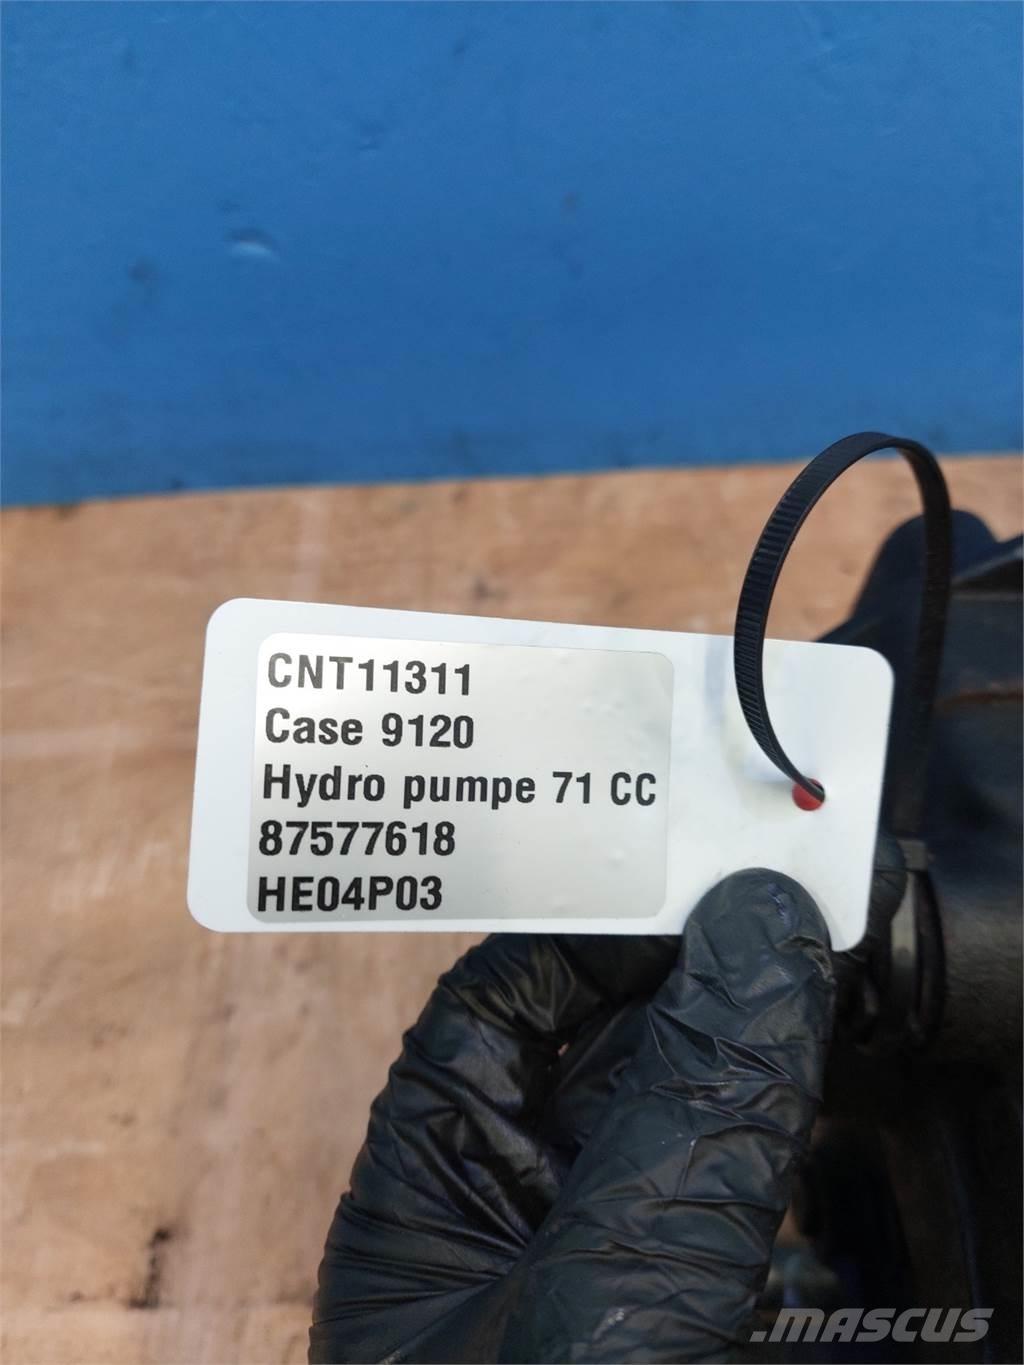 CNT11311
Case 9120
Hydro pumpe 71 CC
87577618
HE04P03
.MASCUS